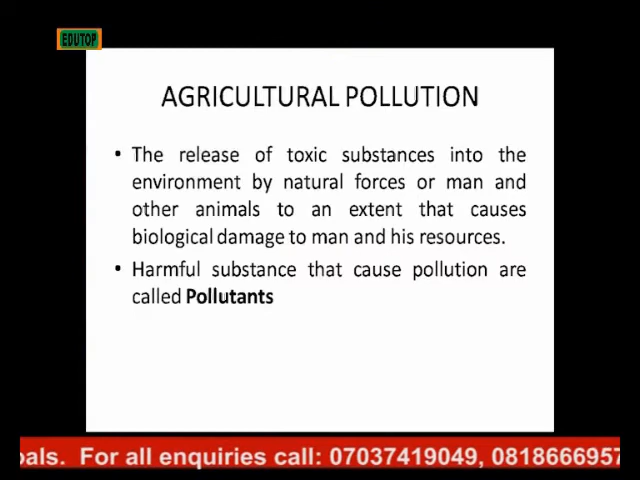 EDUTOP
AGRICULTURAL POLLUTION
• The release of toxic substances into the
environment by natural forces or man and
other animals to an extent that causes
biological damage to man and his resources.
• Harmful substance that cause pollution are
called Pollutants
For all enquiries call: 07037419049,